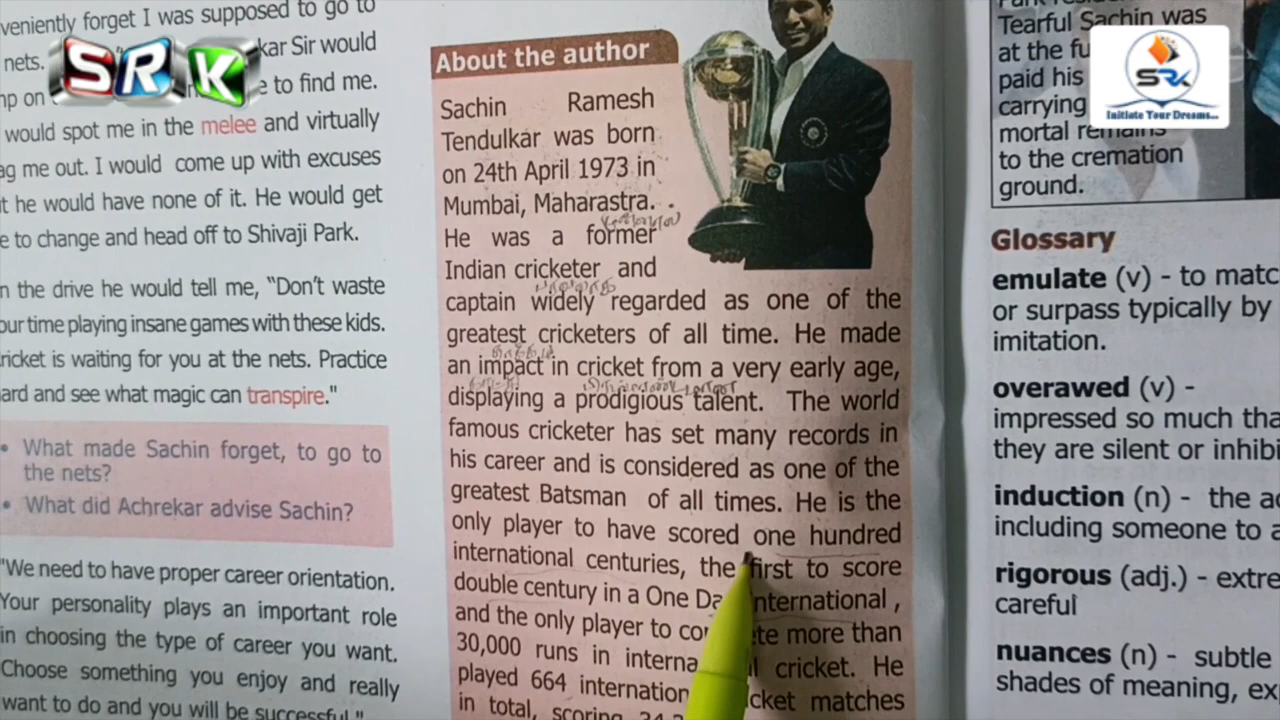 veniently forget I was supposed to go to
nets.
kar Sir would
e to find me.
would spot me in the melee and virtually
ag me out. I would come up with excuses
t he would have none of it. He would get
e to change and head off to Shivaji Park.
n the drive he would tell me, "Don't waste
our time playing insane games with these kids.
ricket is waiting for you at the nets. Practice
ard and see what magic can transpire."
• What made Sachin forget, to go to
the nets?
• What did Achrekar advise Sachin?
"We need to have proper career orientation.
Your personality plays an important role
in choosing the type of career you want.
Choose something you enjoy and really
want to do and you will be successful."
SRK
About the author
Sachin Ramesh
Tendulkar was born
on 24th April 1973 in
Mumbai, Maharastra.
He was a former
Indian cricketer and
captain widely regarded as one of the
greatest cricketers of all time. He made
an impact in cricket from a very early age,
displaying a prodigious talent. The world
famous cricketer has set many records in
his career and is considered as one of the
greatest Batsman of all times. He is the
only player to have scored one hundred
international centuries, the first to score
double century in a One Da nternational ,
and the only player to co te more than
30,000 runs in interna l cricket. He
played 664 internation cket matches
in total, scoring
Tearful Sachin was
at the fu
paid his
carrying
mortal remains
to the cremation
ground.
SRK
Initiate Your Dreams...
Glossary
emulate (v) - to matc
or surpass typically by
imitation.
overawed (v) -
impressed so much tha
they are silent or inhibi
induction (n) - the a
including someone to a
rigorous (adj.) - extre
careful
nuances (n) - subtle
shades of meaning, ex